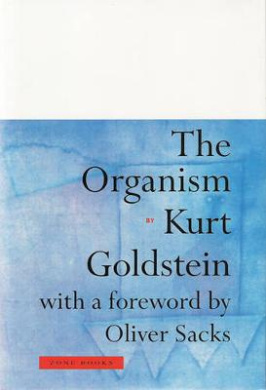 The
Organism
BY Kurt
Goldstein
with a foreword by
Oliver Sacks
ZONE BOOKS